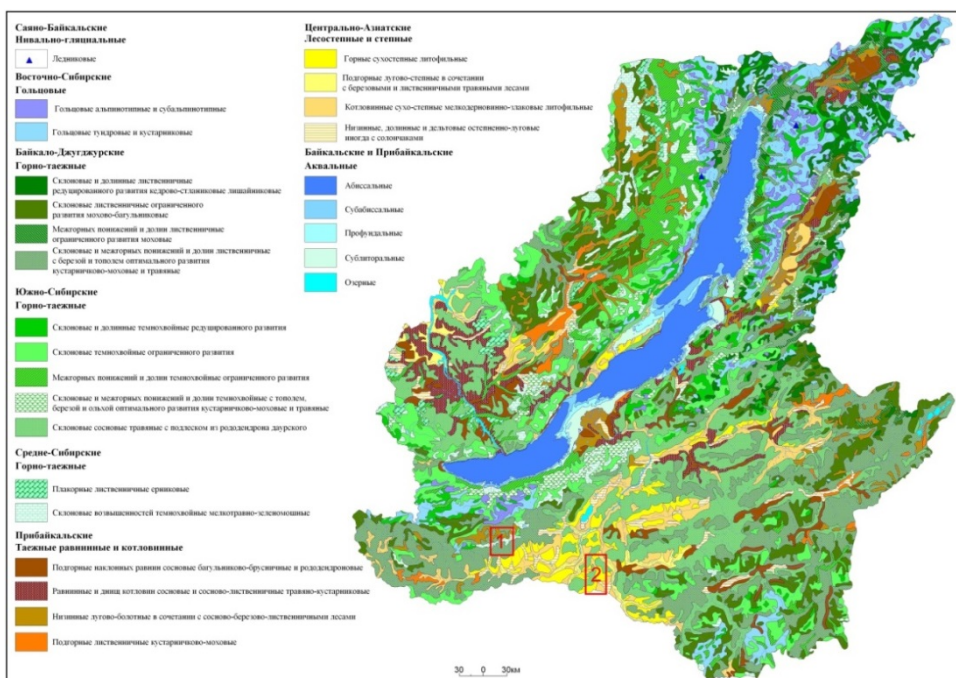 Саяно-Байкальские
Нивально-гляциальные
Ледниковые
Восточно-Сибирские
Гольцовые
Гольцовые альпинотипные и субальпинотипные
Гольцовые тундровые и кустарниковые
Байкало-Джугджурские
Горно-таежные
Склоновые и долинные лиственничные
редуцированного развития кедрово-стланиковые лишайниковые
Склоновые лиственничные ограниченного
развития мохово-багульниковые
Межгорных понижений и долин лиственничные
ограниченного развития моховые
Склоновые и межгорных понижений и долин лиственничные
с березой и тополем оптимального развития
кустарничково-моховые и травяные
Южно-Сибирские
Горно-таежные
Склоновые и долинные темнохвойные редуцированного развития
Склоновые темнохвойные ограниченного развития
Межгорных понижений и долин темнохвойные ограниченного развития
Склоновые и межгорных понижений и долин темнохвойные с тополем,
березой и ольхой оптимального развития кустарничково-моховые и травяные
Склоновые сосновые травяные с подлеском из рододендрона даурского
Средне-Сибирские
Горно-таежные
Плакорные лиственничные ерниковые
Склоновые возвышенностей темнохвойные мелкотравно-зеленомошные
Прибайкальские
Таежные равнинные и котловинные
Подгорные наклонных равнин сосновые багульниково-брусничные и рододендроновые
Равнинные и днищ котловин сосновые и сосново-лиственничные травяно-кустарниковые
Низинные лугово-болотные в сочетании с сосново-березово-лиственничными лесами
Подгорные лиственничные кустарничково-моховые
Центрально-Азиатские
Лесостепные и степные
Горные сухостепные литофильные
Подгорные лугово-степные в сочетании
с березовыми и лиственничными травяными лесами
Котловинные сухо-степные мелкодерновинно-злаковые литофильные
Низинные, долинные и дельтовые остепненно-луговые
иногда с солончаками
Байкальские и Прибайкальские
Аквальные
Абиссальные
Субабиссальные
Профундальные
Сублиторальные
Озерные
1
2
30 0 30км